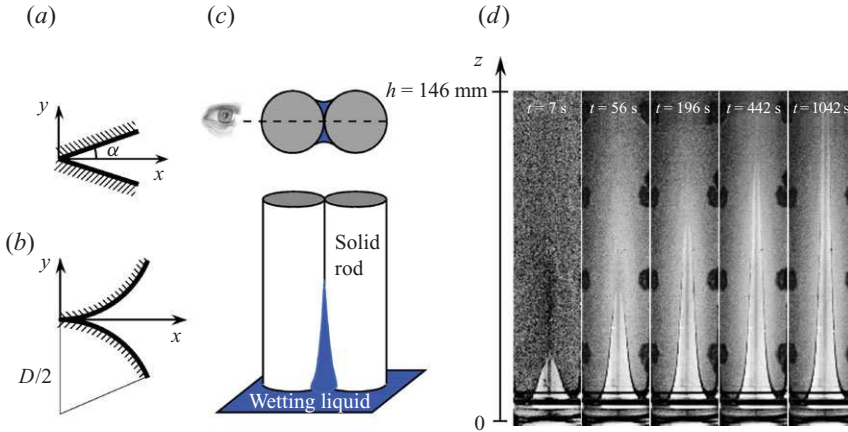 (a)
y
α
x
(b)
y
x
D/2
(c)
Solid
rod
Wetting liquid
(d)
z
h = 146 mm
t = 7 s
t = 56 s
t = 196 s
t = 442 s
t = 1042 s
0